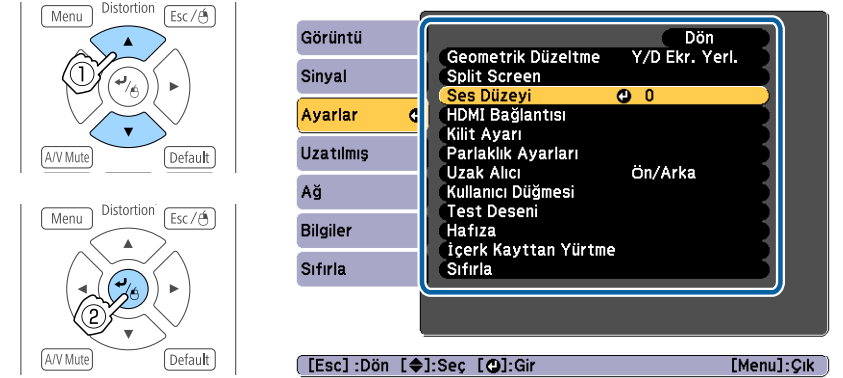 Menu
Distortion
Esc/
①
A/V Mute
Default
Menu
Distortion
Esc/
②
A/V Mute
Default
Görüntü
Sinyal
Ayarlar
Uzatılmış
Ağ
Bilgiler
Sıfırla
Dön
Geometrik Düzeltme Y/D Ekr. Yerl.
Split Screen
Ses Düzeyi 0
HDMI Bağlantısı
Kilit Ayarı
Parlaklık Ayarları
Uzak Alıcı Ön/Arka
Kullanıcı Düğmesi
Test Deseni
Hafıza
İçerk Kayttan Yürtme
Sıfırla
[Esc] :Dön [◆]:Seç [⏎]:Gir [Menu]:Çık